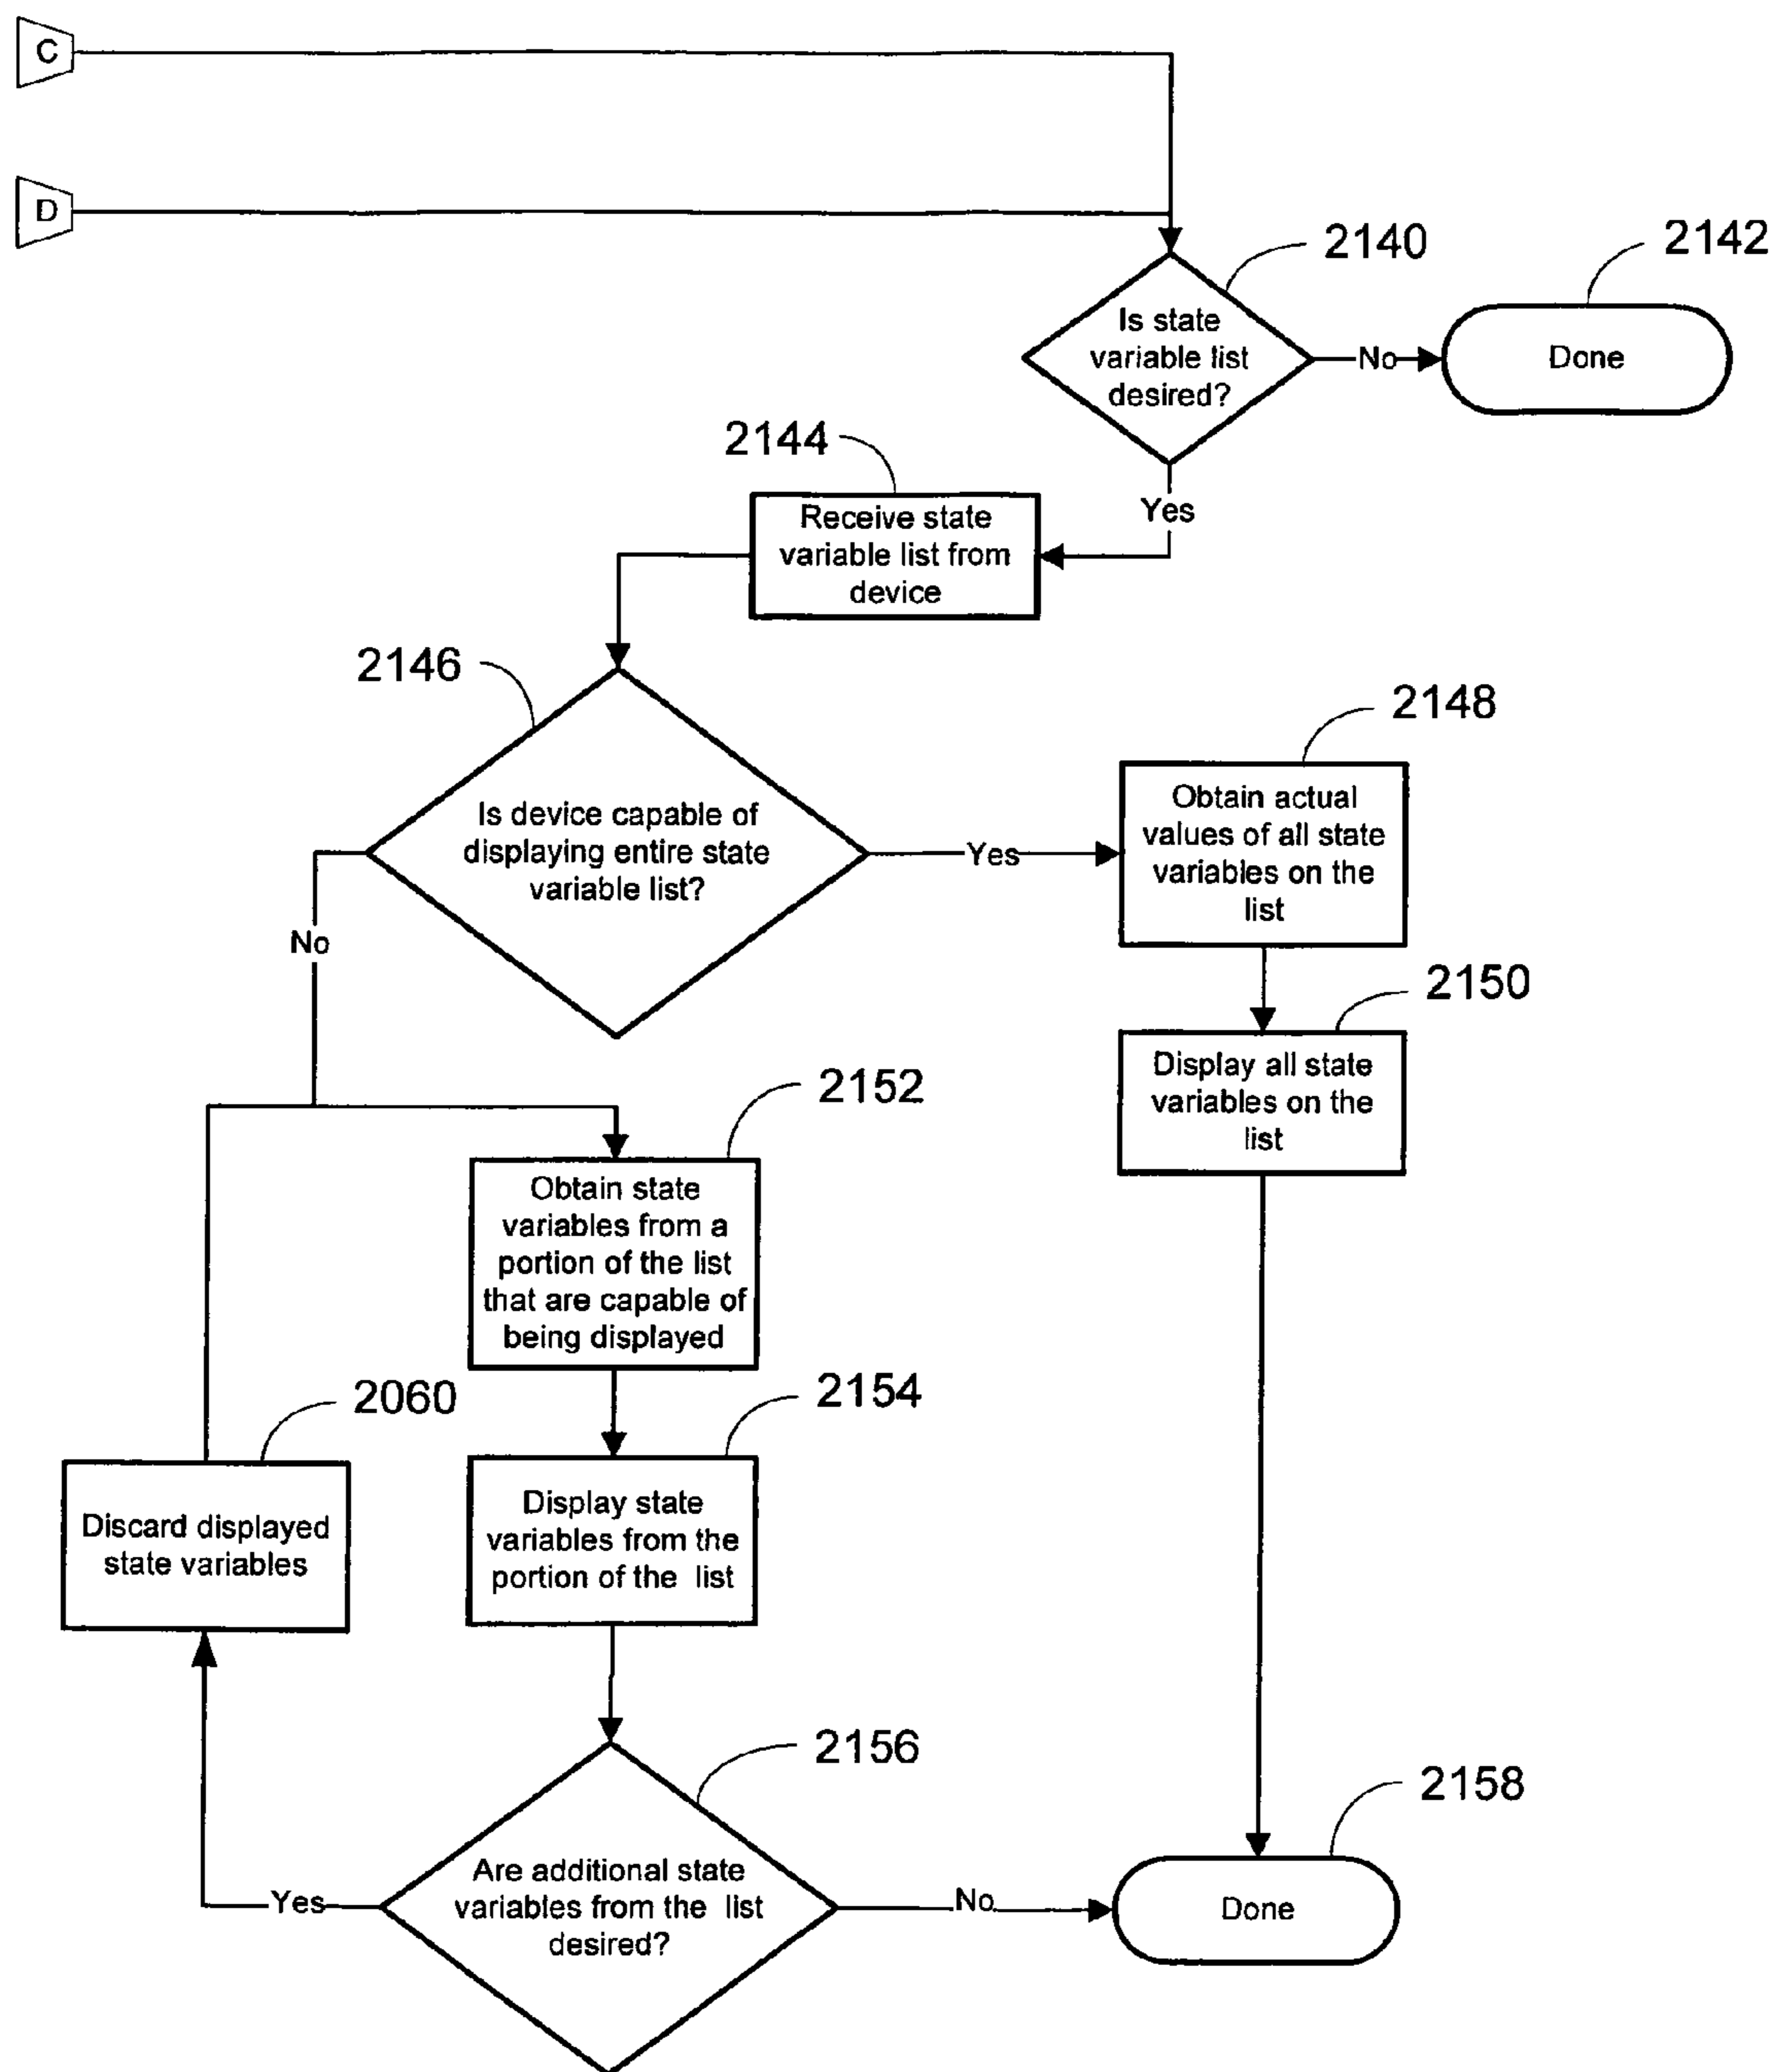 C
D
2140
2142
Is state
variable list
desired?
No
Done
2144
Yes
Receive state
variable list from
device
2146
2148
Is device capable of
displaying entire state
variable list?
Yes
Obtain actual
values of all state
variables on the
list
No
2150
Display all state
variables on the
list
2152
Obtain state
variables from a
portion of the list
that are capable of
being displayed
2060
2154
Discard displayed
state variables
Display state
variables from the
portion of the list
2156
2158
Are additional state
variables from the list
desired?
Yes
No
Done